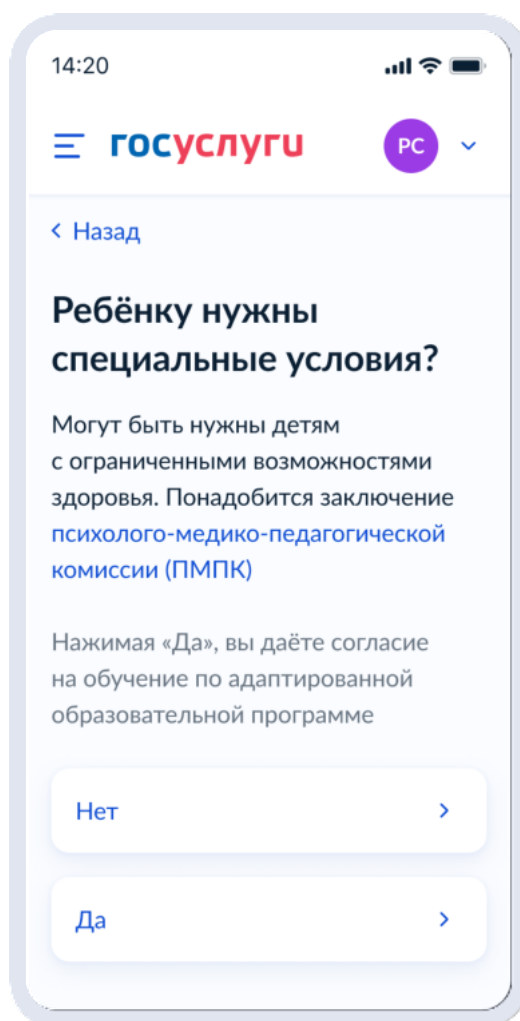 14:20
госуслуги
РС
Назад
Ребёнку нужны
специальные условия?
Могут быть нужны детям
с ограниченными возможностями
здоровья. Понадобится заключение
психолого-медико-педагогической
комиссии (ПМПК)
Нажимая «Да», вы даёте согласие
на обучение по адаптированной
образовательной программе
Нет
Да